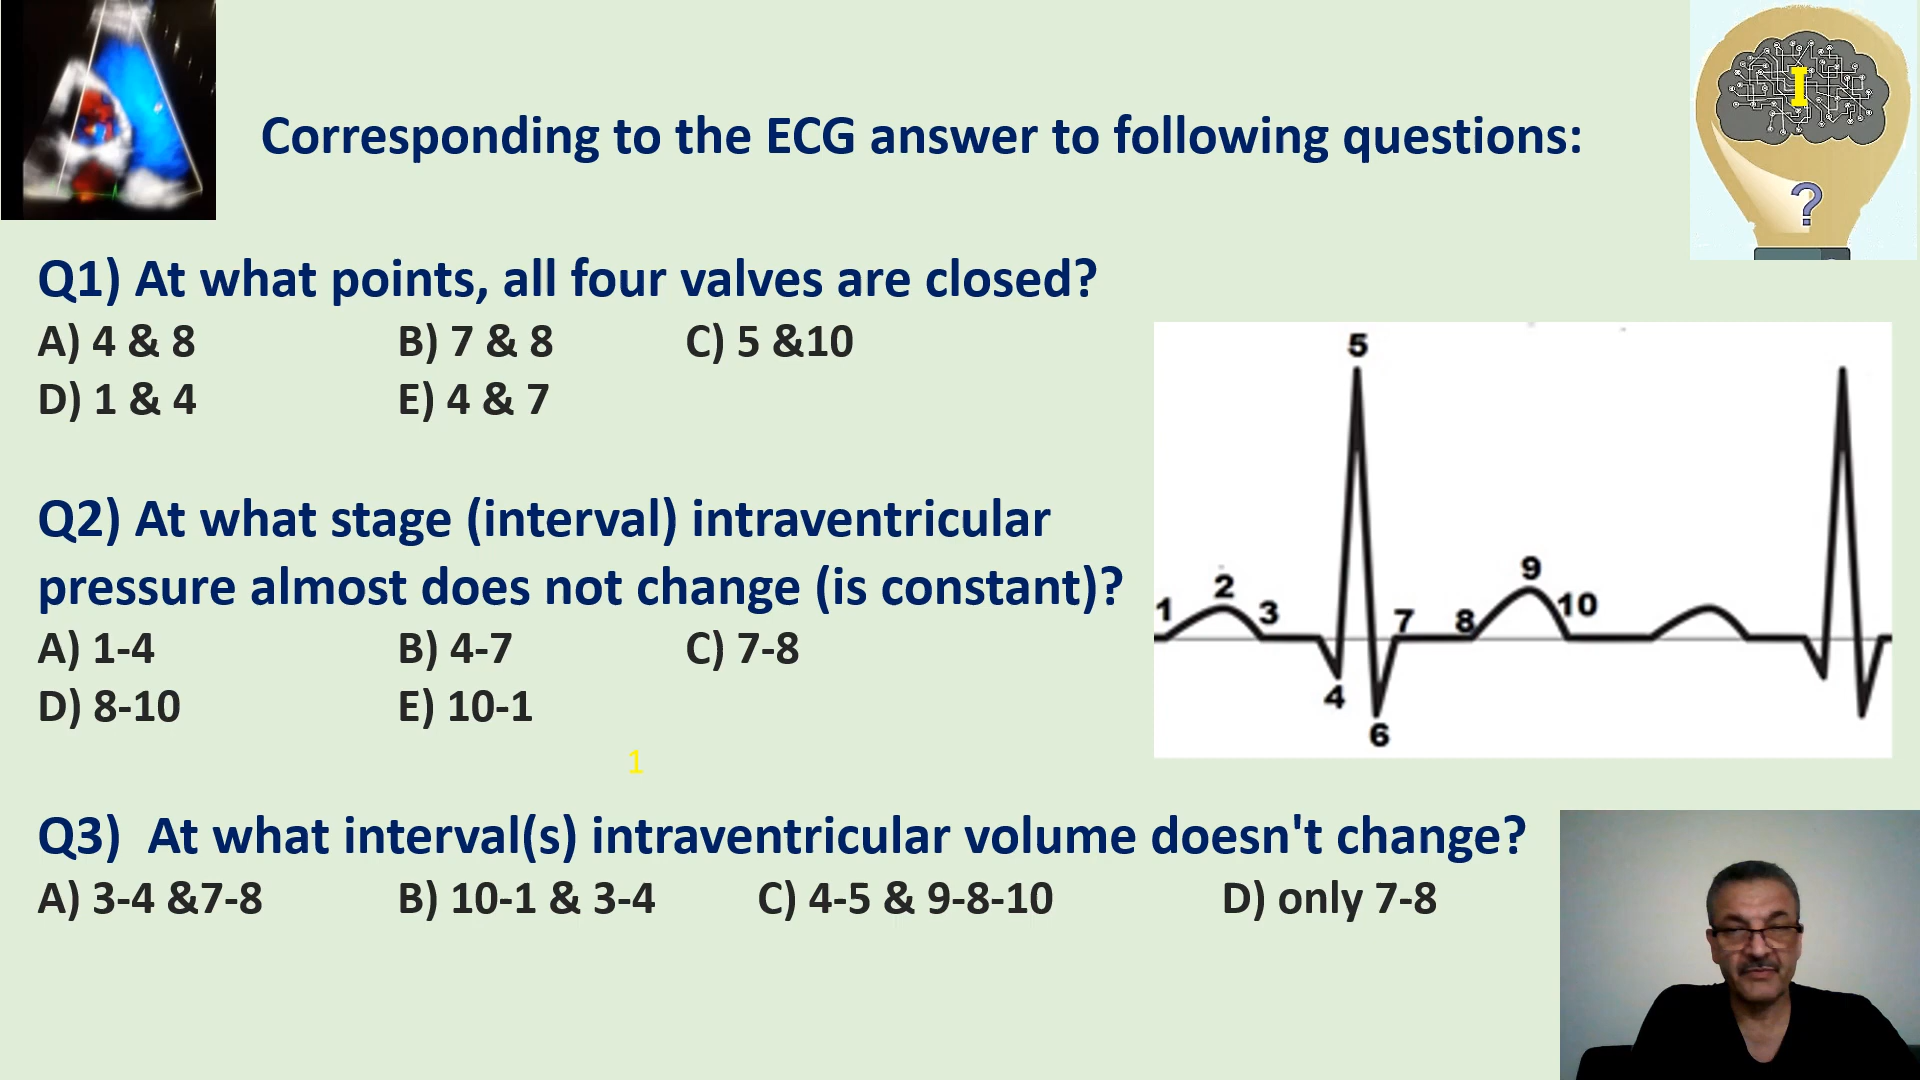 I
?
Corresponding to the ECG answer to following questions:
Q1) At what points, all four valves are closed?
A) 4 & 8 B) 7 & 8 C) 5 &10
D) 1 & 4 E) 4 & 7
Q2) At what stage (interval) intraventricular
pressure almost does not change (is constant)?
A) 1-4 B) 4-7 C) 7-8
D) 8-10 E) 10-1
1
5
9
2
10
1
3
7
8
4
6
Q3) At what interval(s) intraventricular volume doesn't change?
A) 3-4 &7-8 B) 10-1 & 3-4 C) 4-5 & 9-8-10 D) only 7-8